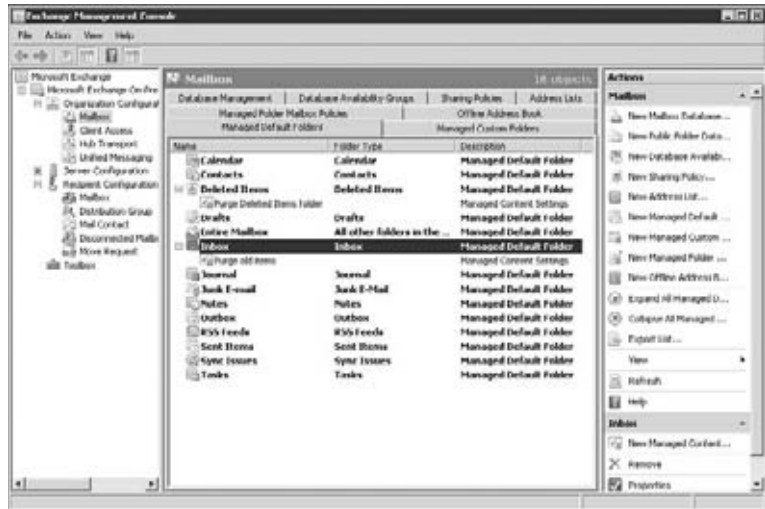 Exchange Management Console
File Action View Help
Microsoft Exchange
Microsoft Exchange On-Pre
Organization Configurat
Mailbox
Client Access
Hub Transport
Unified Messaging
Server Configuration
Recipient Configuration
Mailbox
Distribution Group
Mail Contact
Disconnected Mailb
Move Request
Toolbox
Mailbox 18 objects
Database Management Database Availability Groups Sharing Policies Address Lists
Managed Folder Mailbox Policies Offline Address Book
Managed Default Folders Managed Custom Folders
Name Folder Type Description
Calendar Calendar Managed Default Folder
Contacts Contacts Managed Default Folder
Deleted Items Deleted Items Managed Default Folder
Purge Deleted Items folder Managed Content Settings
Drafts Drafts Managed Default Folder
Entire Mailbox All other folders in the ... Managed Default Folder
Inbox Inbox Managed Default Folder
Purge old items Managed Content Settings
Journal Journal Managed Default Folder
Junk E-mail Junk E-Mail Managed Default Folder
Notes Notes Managed Default Folder
Outbox Outbox Managed Default Folder
RSS Feeds RSS Feeds Managed Default Folder
Sent Items Sent Items Managed Default Folder
Sync Issues Sync Issues Managed Default Folder
Tasks Tasks Managed Default Folder
Actions
Mailbox
New Mailbox Database...
New Public Folder Data...
New Database Availabi...
New Sharing Policy...
New Address List...
New Managed Default ...
New Managed Custom ...
New Managed Folder ...
New Offline Address B...
Expand All Managed D...
Collapse All Managed ...
Export List...
View
Refresh
Help
Inbox
New Managed Content...
Remove
Properties